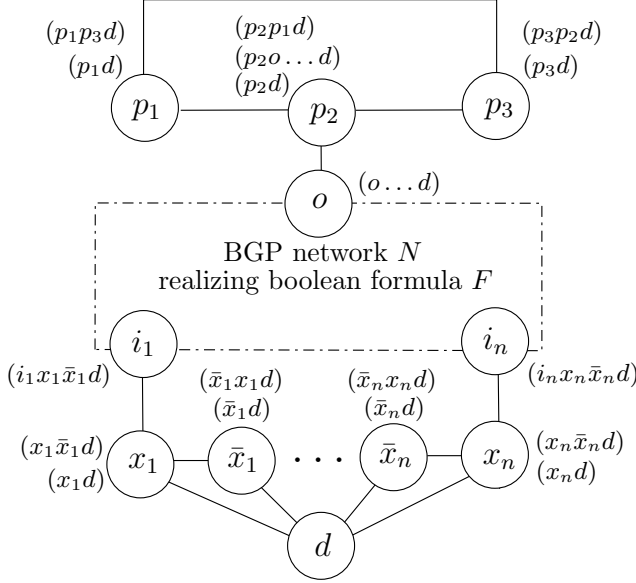 (p₂p₁d)
(p₁p₃d)
(p₃p₂d)
(p₂o . . . d)
(p₁d)
(p₃d)
(p₂d)
p₁
p₂
p₃
(o . . . d)
o
BGP network N
realizing boolean formula F
i₁
iₙ
(i₁x₁x̄₁d)
(x̄₁x₁d)
(x̄ₙxₙd)
(iₙxₙx̄ₙd)
(x̄₁d)
(x̄ₙd)
(x₁x̄₁d)
(xₙx̄ₙd)
x₁
x̄₁
. . .
x̄ₙ
xₙ
(x₁d)
(xₙd)
d